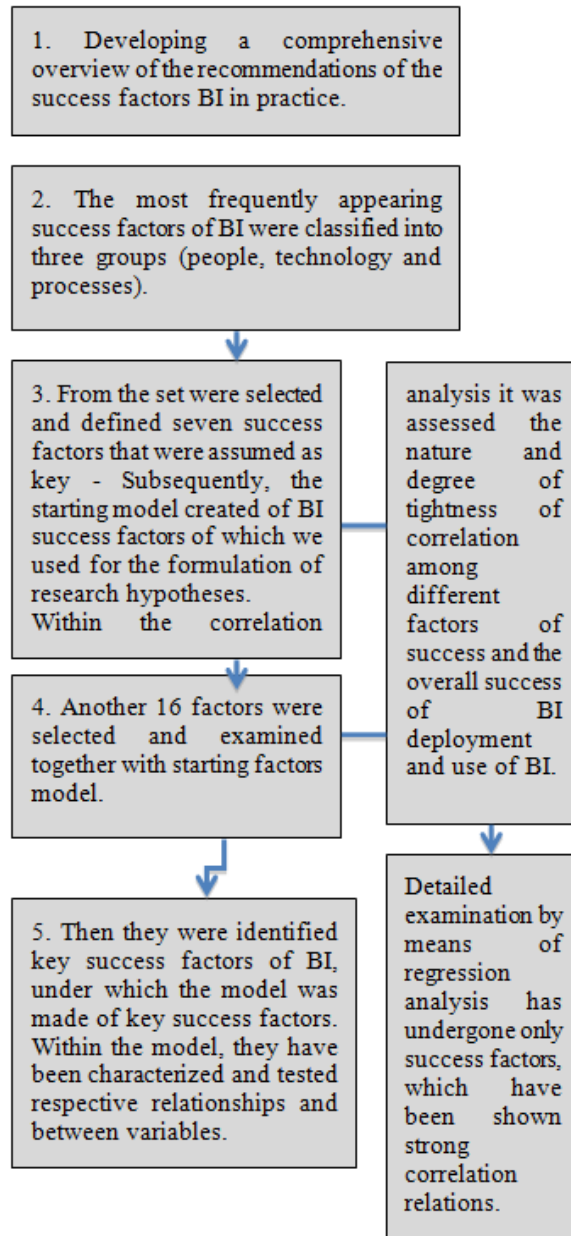 1. Developing a comprehensive
overview of the recommendations of the
success factors BI in practice.
2. The most frequently appearing
success factors of BI were classified into
three groups (people, technology and
processes).
3. From the set were selected
and defined seven success
factors that were assumed as
key - Subsequently, the
starting model created of BI
success factors of which we
used for the formulation of
research hypotheses.
Within the correlation
analysis it was
assessed the
nature and
degree of
tightness of
correlation
among
different
factors of
success and the
overall success
of BI
deployment
and use of BI.
4. Another 16 factors were
selected and examined
together with starting factors
model.
5. Then they were identified
key success factors of BI,
under which the model was
made of key success factors.
Within the model, they have
been characterized and tested
respective relationships and
between variables.
Detailed
examination by
means of
regression
analysis has
undergone only
success factors,
which have
been shown
strong
correlation
relations.